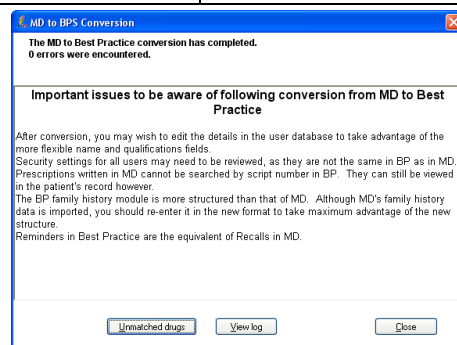 MD to BPS Conversion
The MD to Best Practice conversion has completed.
0 errors were encountered.
Important issues to be aware of following conversion from MD to Best
Practice
After conversion, you may wish to edit the details in the user database to take advantage of the
more flexible name and qualifications fields.
Security settings for all users may need to be reviewed, as they are not the same in BP as in MD.
Prescriptions written in MD cannot be searched by script number in BP.  They can still be viewed
in the patient's record however.
The BP family history module is more structured than that of MD.  Although MD's family history
data is imported, you should re-enter it in the new format to take maximum advantage of the new
structure.
Reminders in Best Practice are the equivalent of Recalls in MD.
Unmatched drugs View log Close